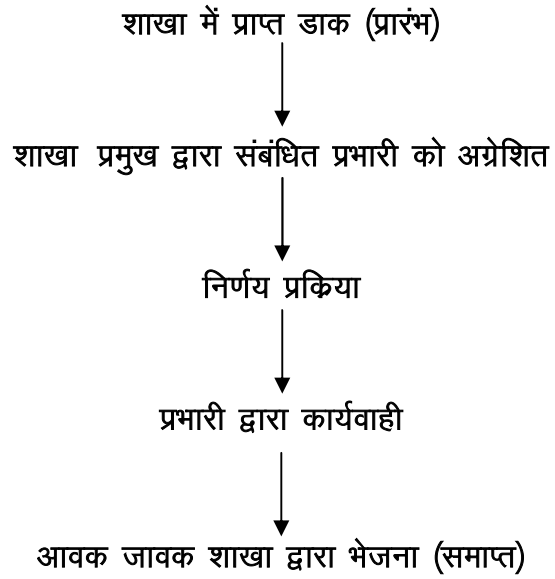 शाखा में प्राप्त डाक (प्रारंभ)
शाखा प्रमुख द्वारा संबंधित प्रभारी को अग्रेशित
निर्णय प्रकिया
प्रभारी द्वारा कार्यवाही
आवक जावक शाखा द्वारा भेजना (समाप्त)